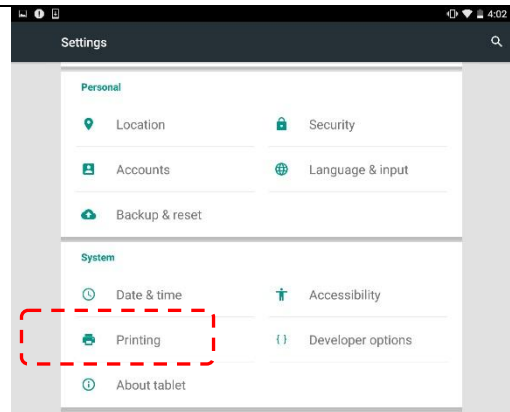 4:02
Settings
Personal
Location
Security
Accounts
Language & input
Backup & reset
System
Date & time
Accessibility
Printing
{ } Developer options
About tablet